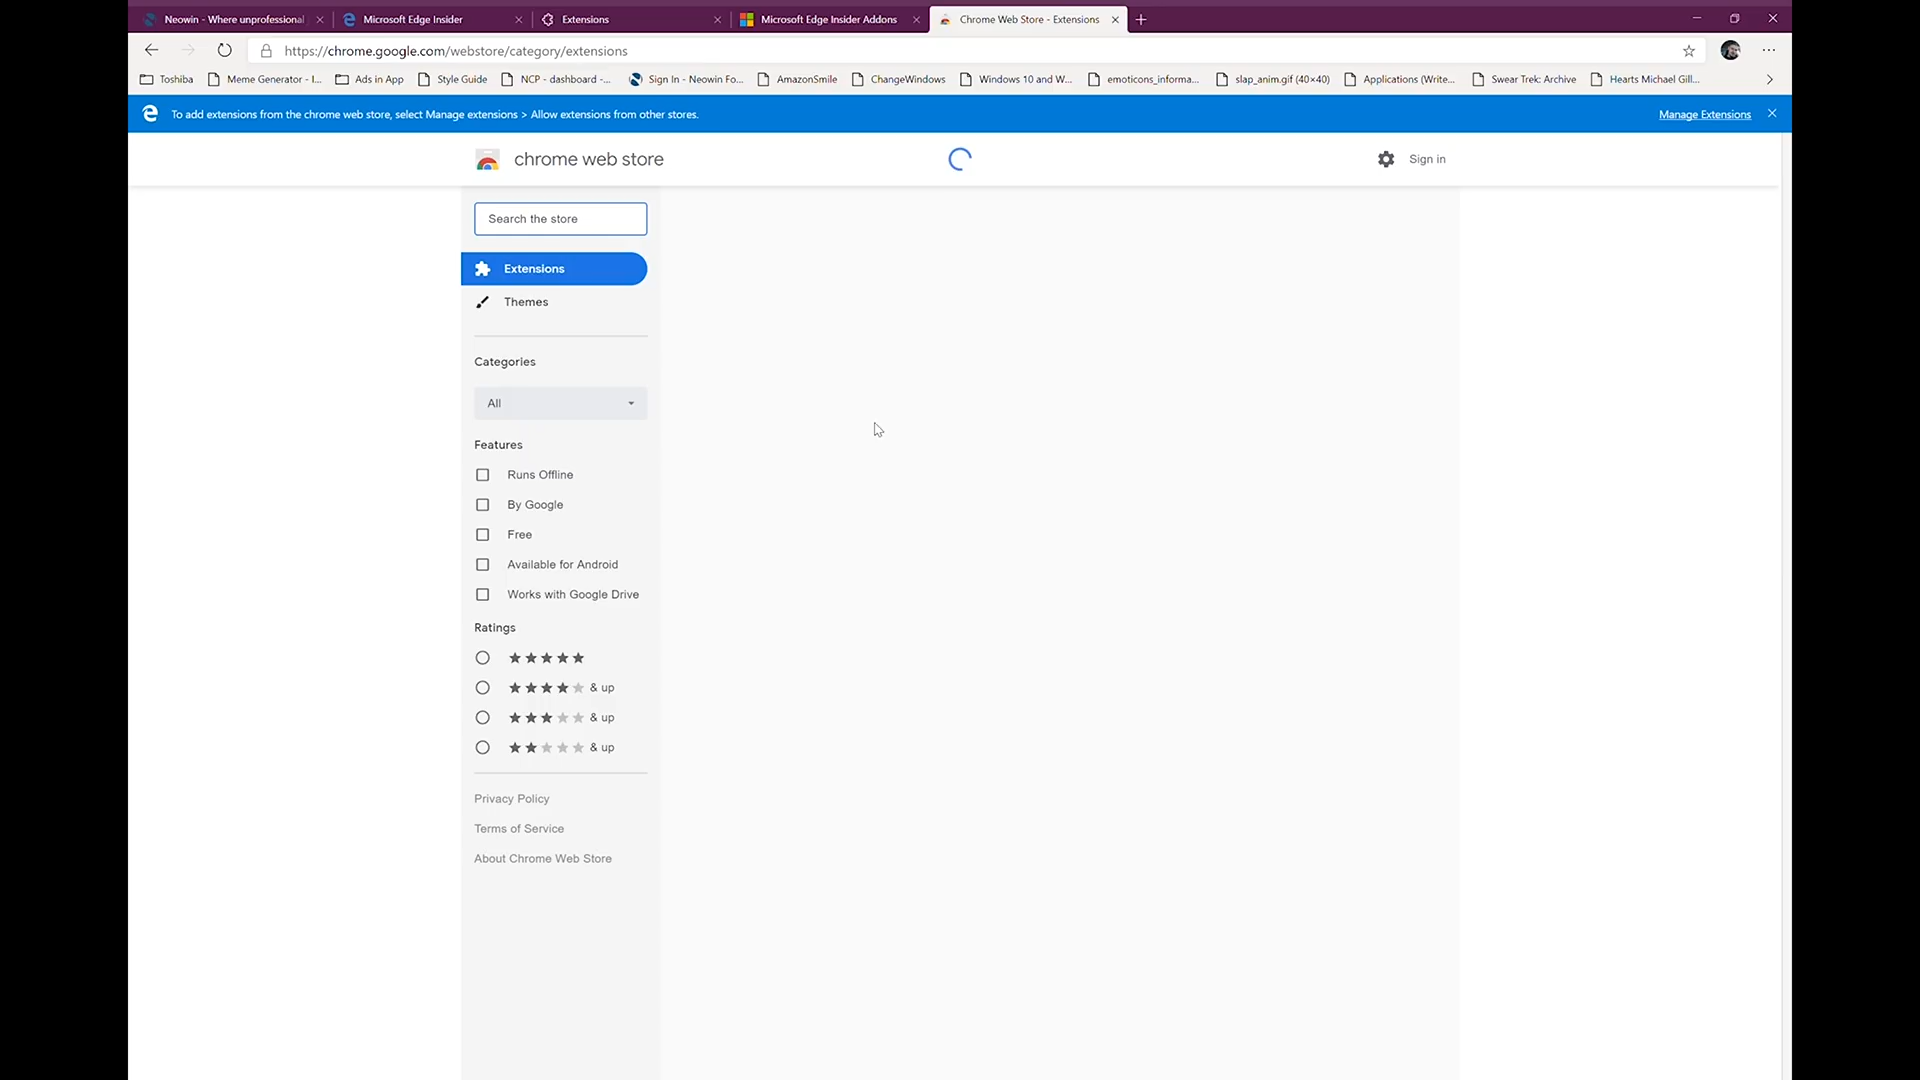 Neowin - Where unprofessional
Microsoft Edge Insider
Extensions
Microsoft Edge Insider Addons
Chrome Web Store - Extensions
https://chrome.google.com/webstore/category/extensions
Toshiba
Meme Generator - I...
Ads in App
Style Guide
NCP - dashboard -...
Sign In - Neowin Fo...
AmazonSmile
ChangeWindows
Windows 10 and W...
emoticons_informa...
slap_anim.gif (40×40)
Applications (Write...
Swear Trek: Archive
Hearts Michael Gill...
To add extensions from the chrome web store, select Manage extensions > Allow extensions from other stores.
Manage Extensions
chrome web store
Sign in
Search the store
Extensions
Themes
Categories
All
Features
Runs Offline
By Google
Free
Available for Android
Works with Google Drive
Ratings
& up
& up
& up
Privacy Policy
Terms of Service
About Chrome Web Store